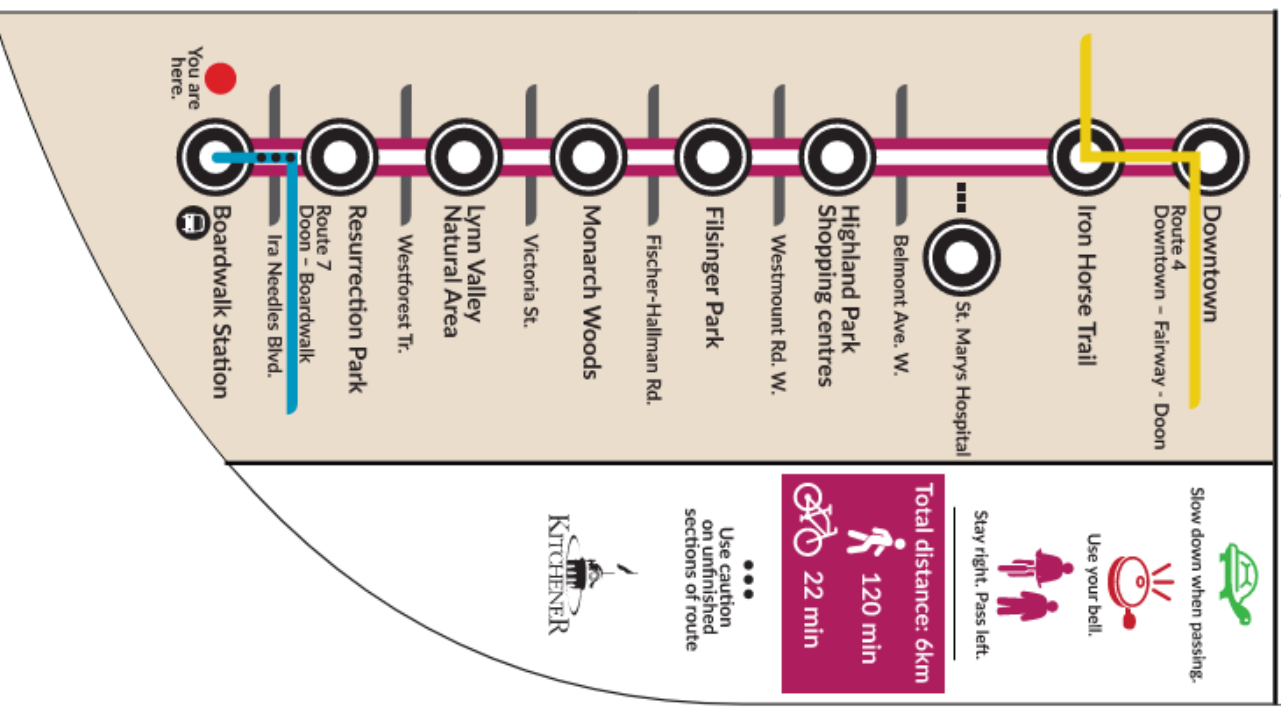 Downtown
Route 4
Downtown – Fairway - Doon
Iron Horse Trail
St. Marys Hospital
Belmont Ave. W.
Highland Park
Shopping centres
Westmount Rd. W.
Filsinger Park
Fischer-Hallman Rd.
Monarch Woods
Victoria St.
Lynn Valley
Natural Area
Westforest Tr.
Resurrection Park
Route 7
Doon – Boardwalk
Ira Needles Blvd.
Boardwalk Station
You are
here.
Slow down when passing.
Use your bell.
Stay right. Pass left.
Total distance: 6km
120 min
22 min
Use caution
on unfinished
sections of route
KITCHENER